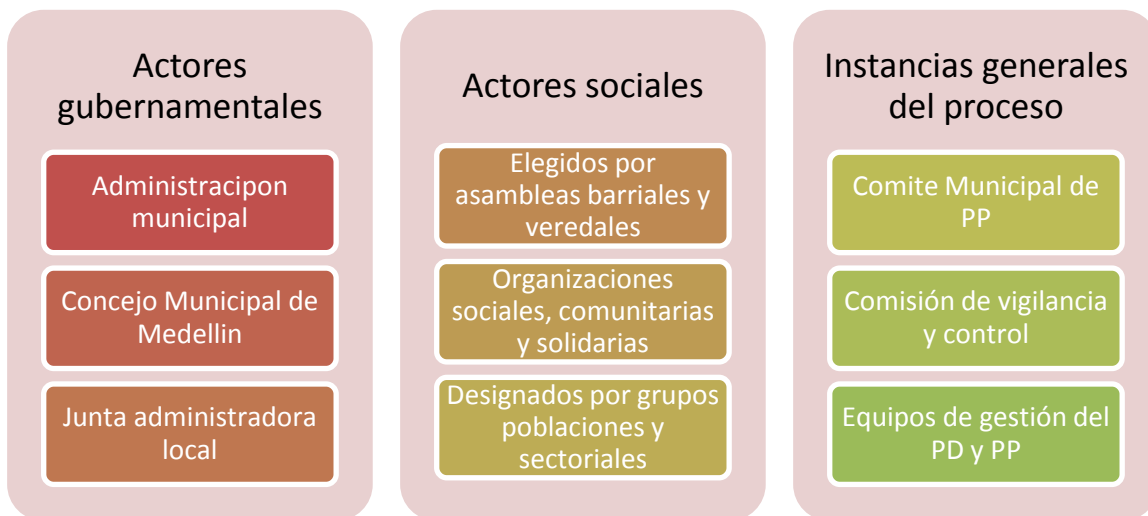 Actores
gubernamentales
Administracipon
municipal
Concejo Municipal de
Medellin
Junta administradora
local
Actores sociales
Elegidos por
asambleas barriales y
veredales
Organizaciones
sociales, comunitarias
y solidarias
Designados por grupos
poblaciones y
sectoriales
Instancias generales
del proceso
Comite Municipal de
PP
Comisión de vigilancia
y control
Equipos de gestión del
PD y PP